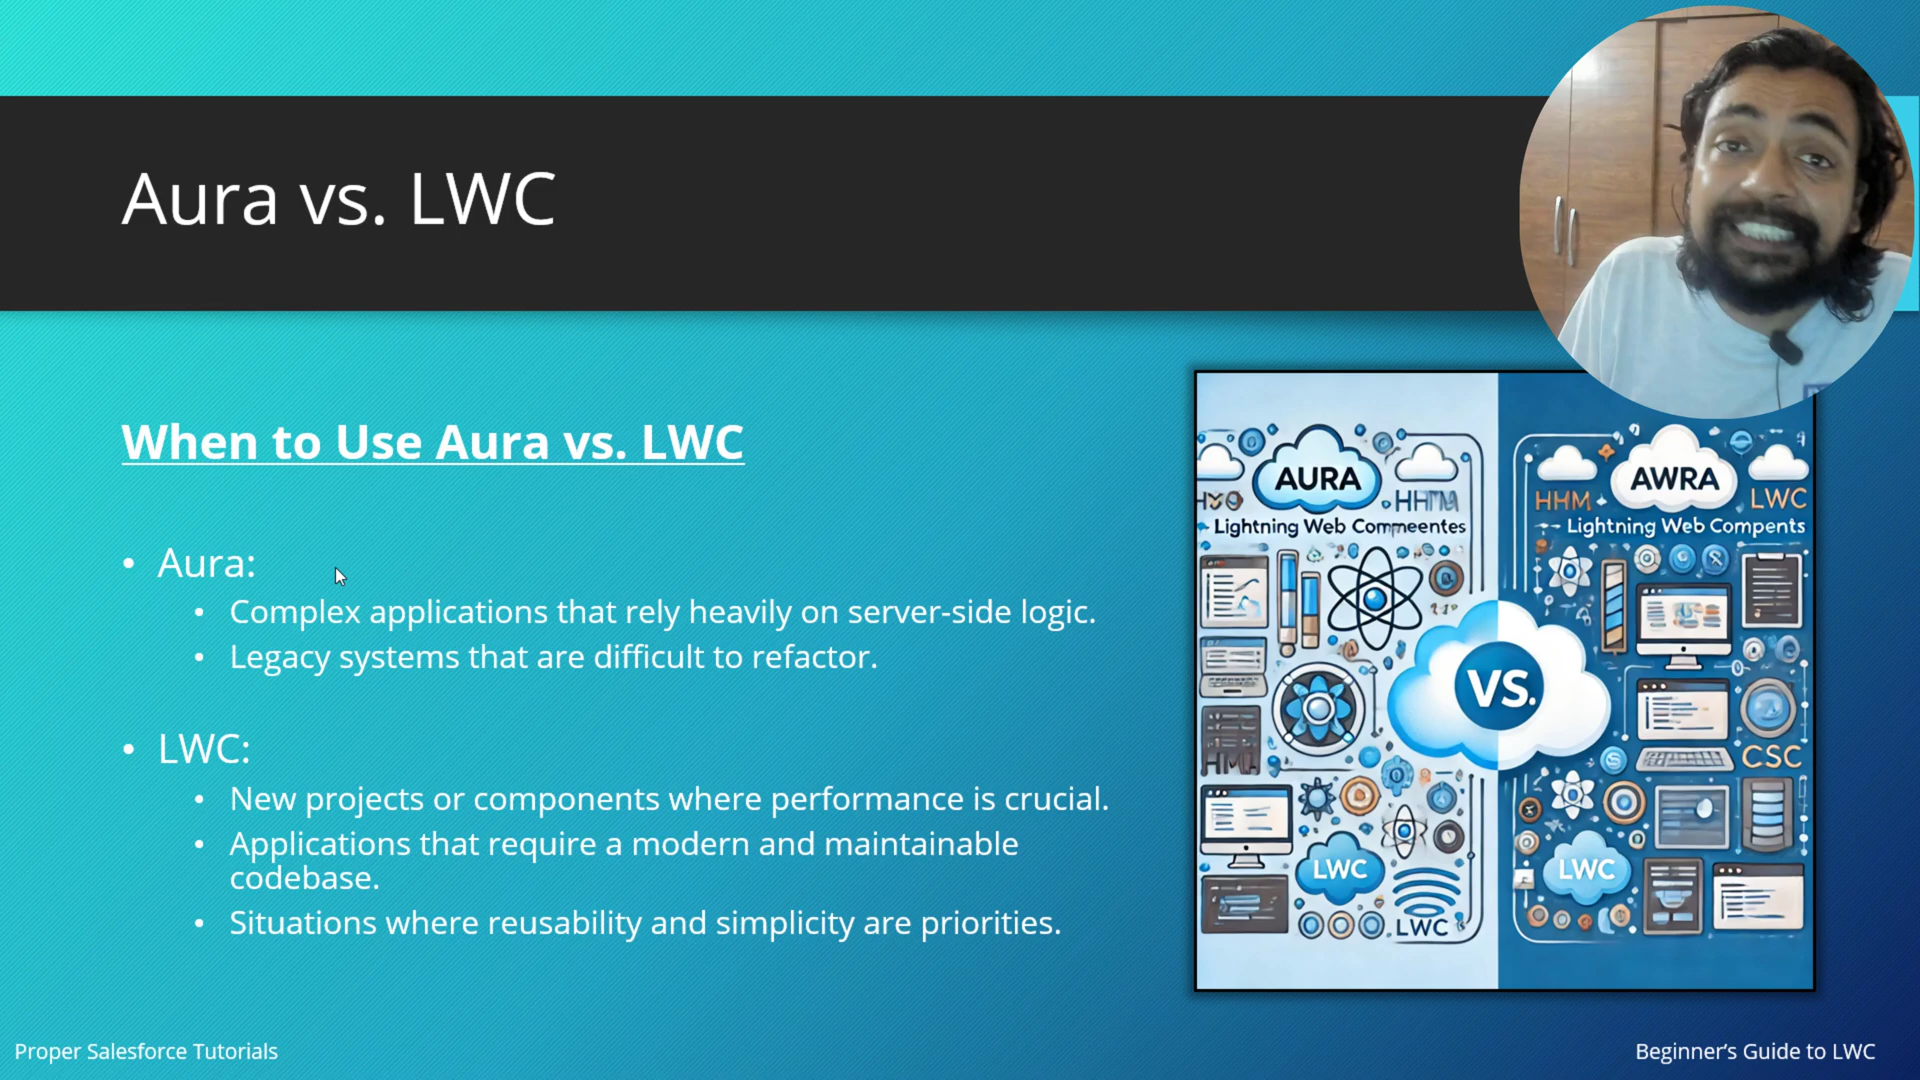 Aura vs. LWC
When to Use Aura vs. LWC
• Aura:
• Complex applications that rely heavily on server-side logic.
• Legacy systems that are difficult to refactor.
• LWC:
• New projects or components where performance is crucial.
• Applications that require a modern and maintainable
codebase.
• Situations where reusability and simplicity are priorities.
AURA
Lightning Web Commeentes
AWRA
HHM
LWC
Lightning Web Compents
VS.
CSC
LWC
LWC
LWC
Proper Salesforce Tutorials
Beginner's Guide to LWC